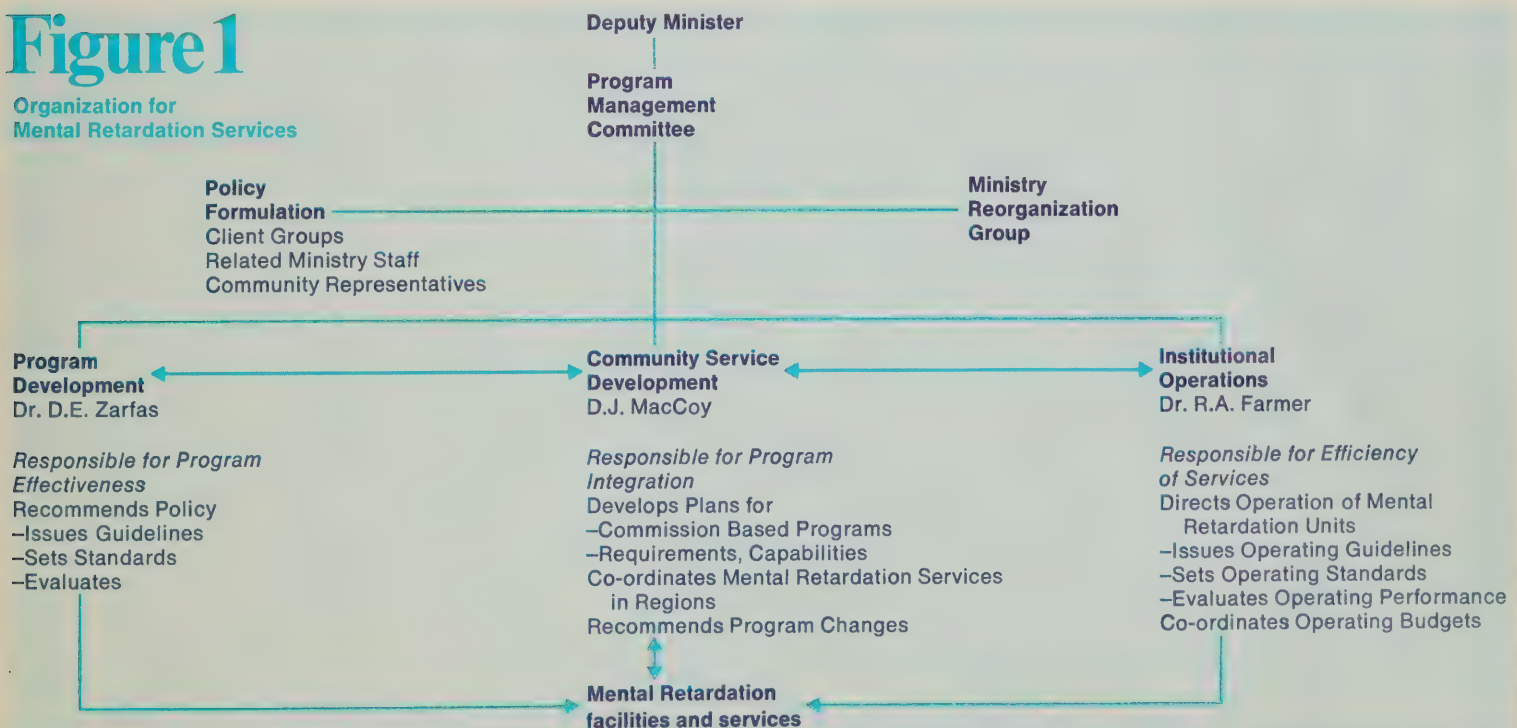 Figure 1
Organization for
Mental Retardation Services
Deputy Minister
Program
Management
Committee
Policy
Formulation
Client Groups
Related Ministry Staff
Community Representatives
Ministry
Reorganization
Group
Program
Development
Dr. D.E. Zarfas
Responsible for Program
Effectiveness
Recommends Policy
–Issues Guidelines
–Sets Standards
–Evaluates
Community Service
Development
D.J. MacCoy
Responsible for Program
Integration
Develops Plans for
–Commission Based Programs
–Requirements, Capabilities
Co-ordinates Mental Retardation Services
in Regions
Recommends Program Changes
Institutional
Operations
Dr. R.A. Farmer
Responsible for Efficiency
of Services
Directs Operation of Mental
Retardation Units
–Issues Operating Guidelines
–Sets Operating Standards
–Evaluates Operating Performance
Co-ordinates Operating Budgets
Mental Retardation
facilities and services